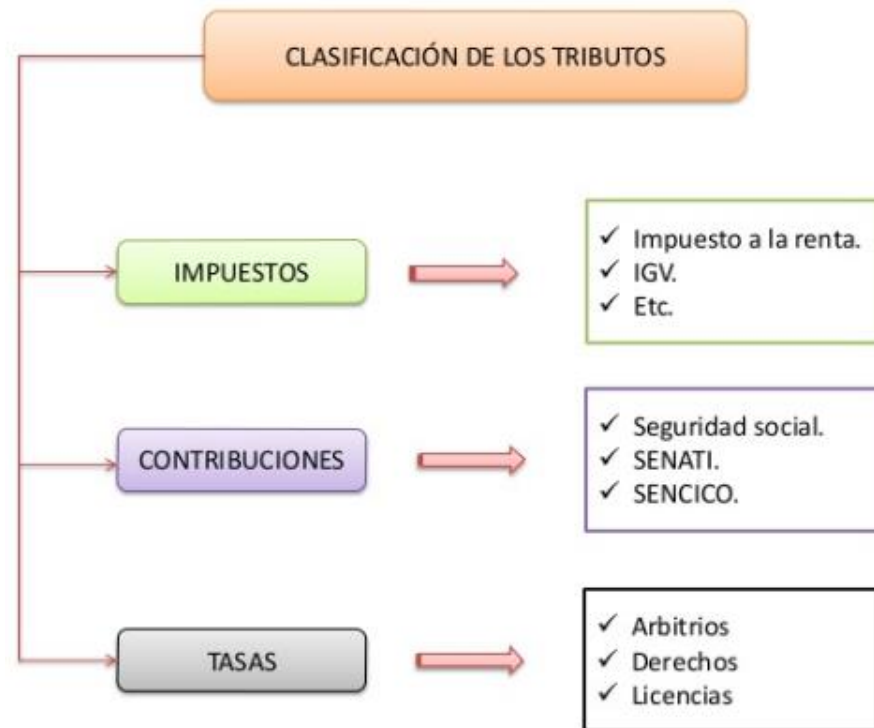 CLASIFICACIÓN DE LOS TRIBUTOS
IMPUESTOS
✓ Impuesto a la renta.
✓ IGV.
✓ Etc.
CONTRIBUCIONES
✓ Seguridad social.
✓ SENATI.
✓ SENCICO.
TASAS
✓ Arbitrios
✓ Derechos
✓ Licencias